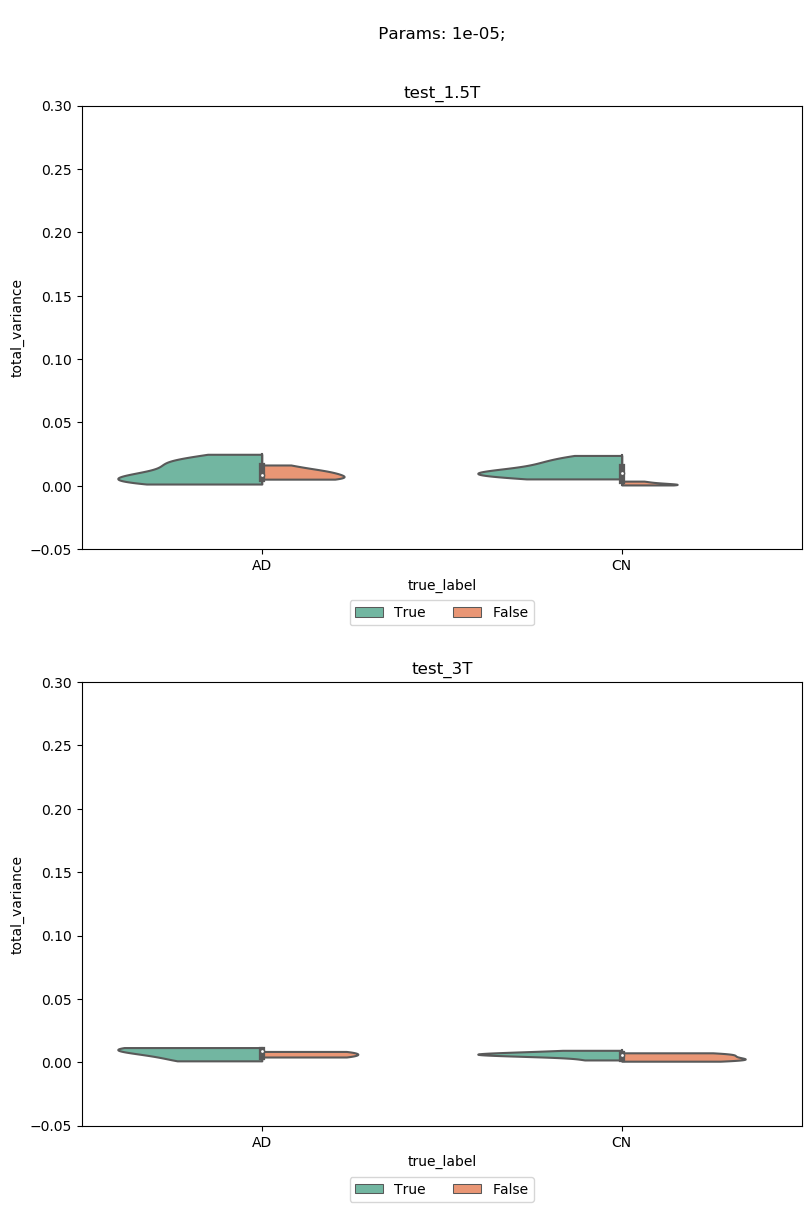 Params: 1e-05;
test_1.5T
0.30
0.25
0.20
0.15
0.10
0.05
0.00
−0.05
total_variance
AD CN
true_label
True False
test_3T
0.30
0.25
0.20
0.15
0.10
0.05
0.00
−0.05
total_variance
AD CN
true_label
True False